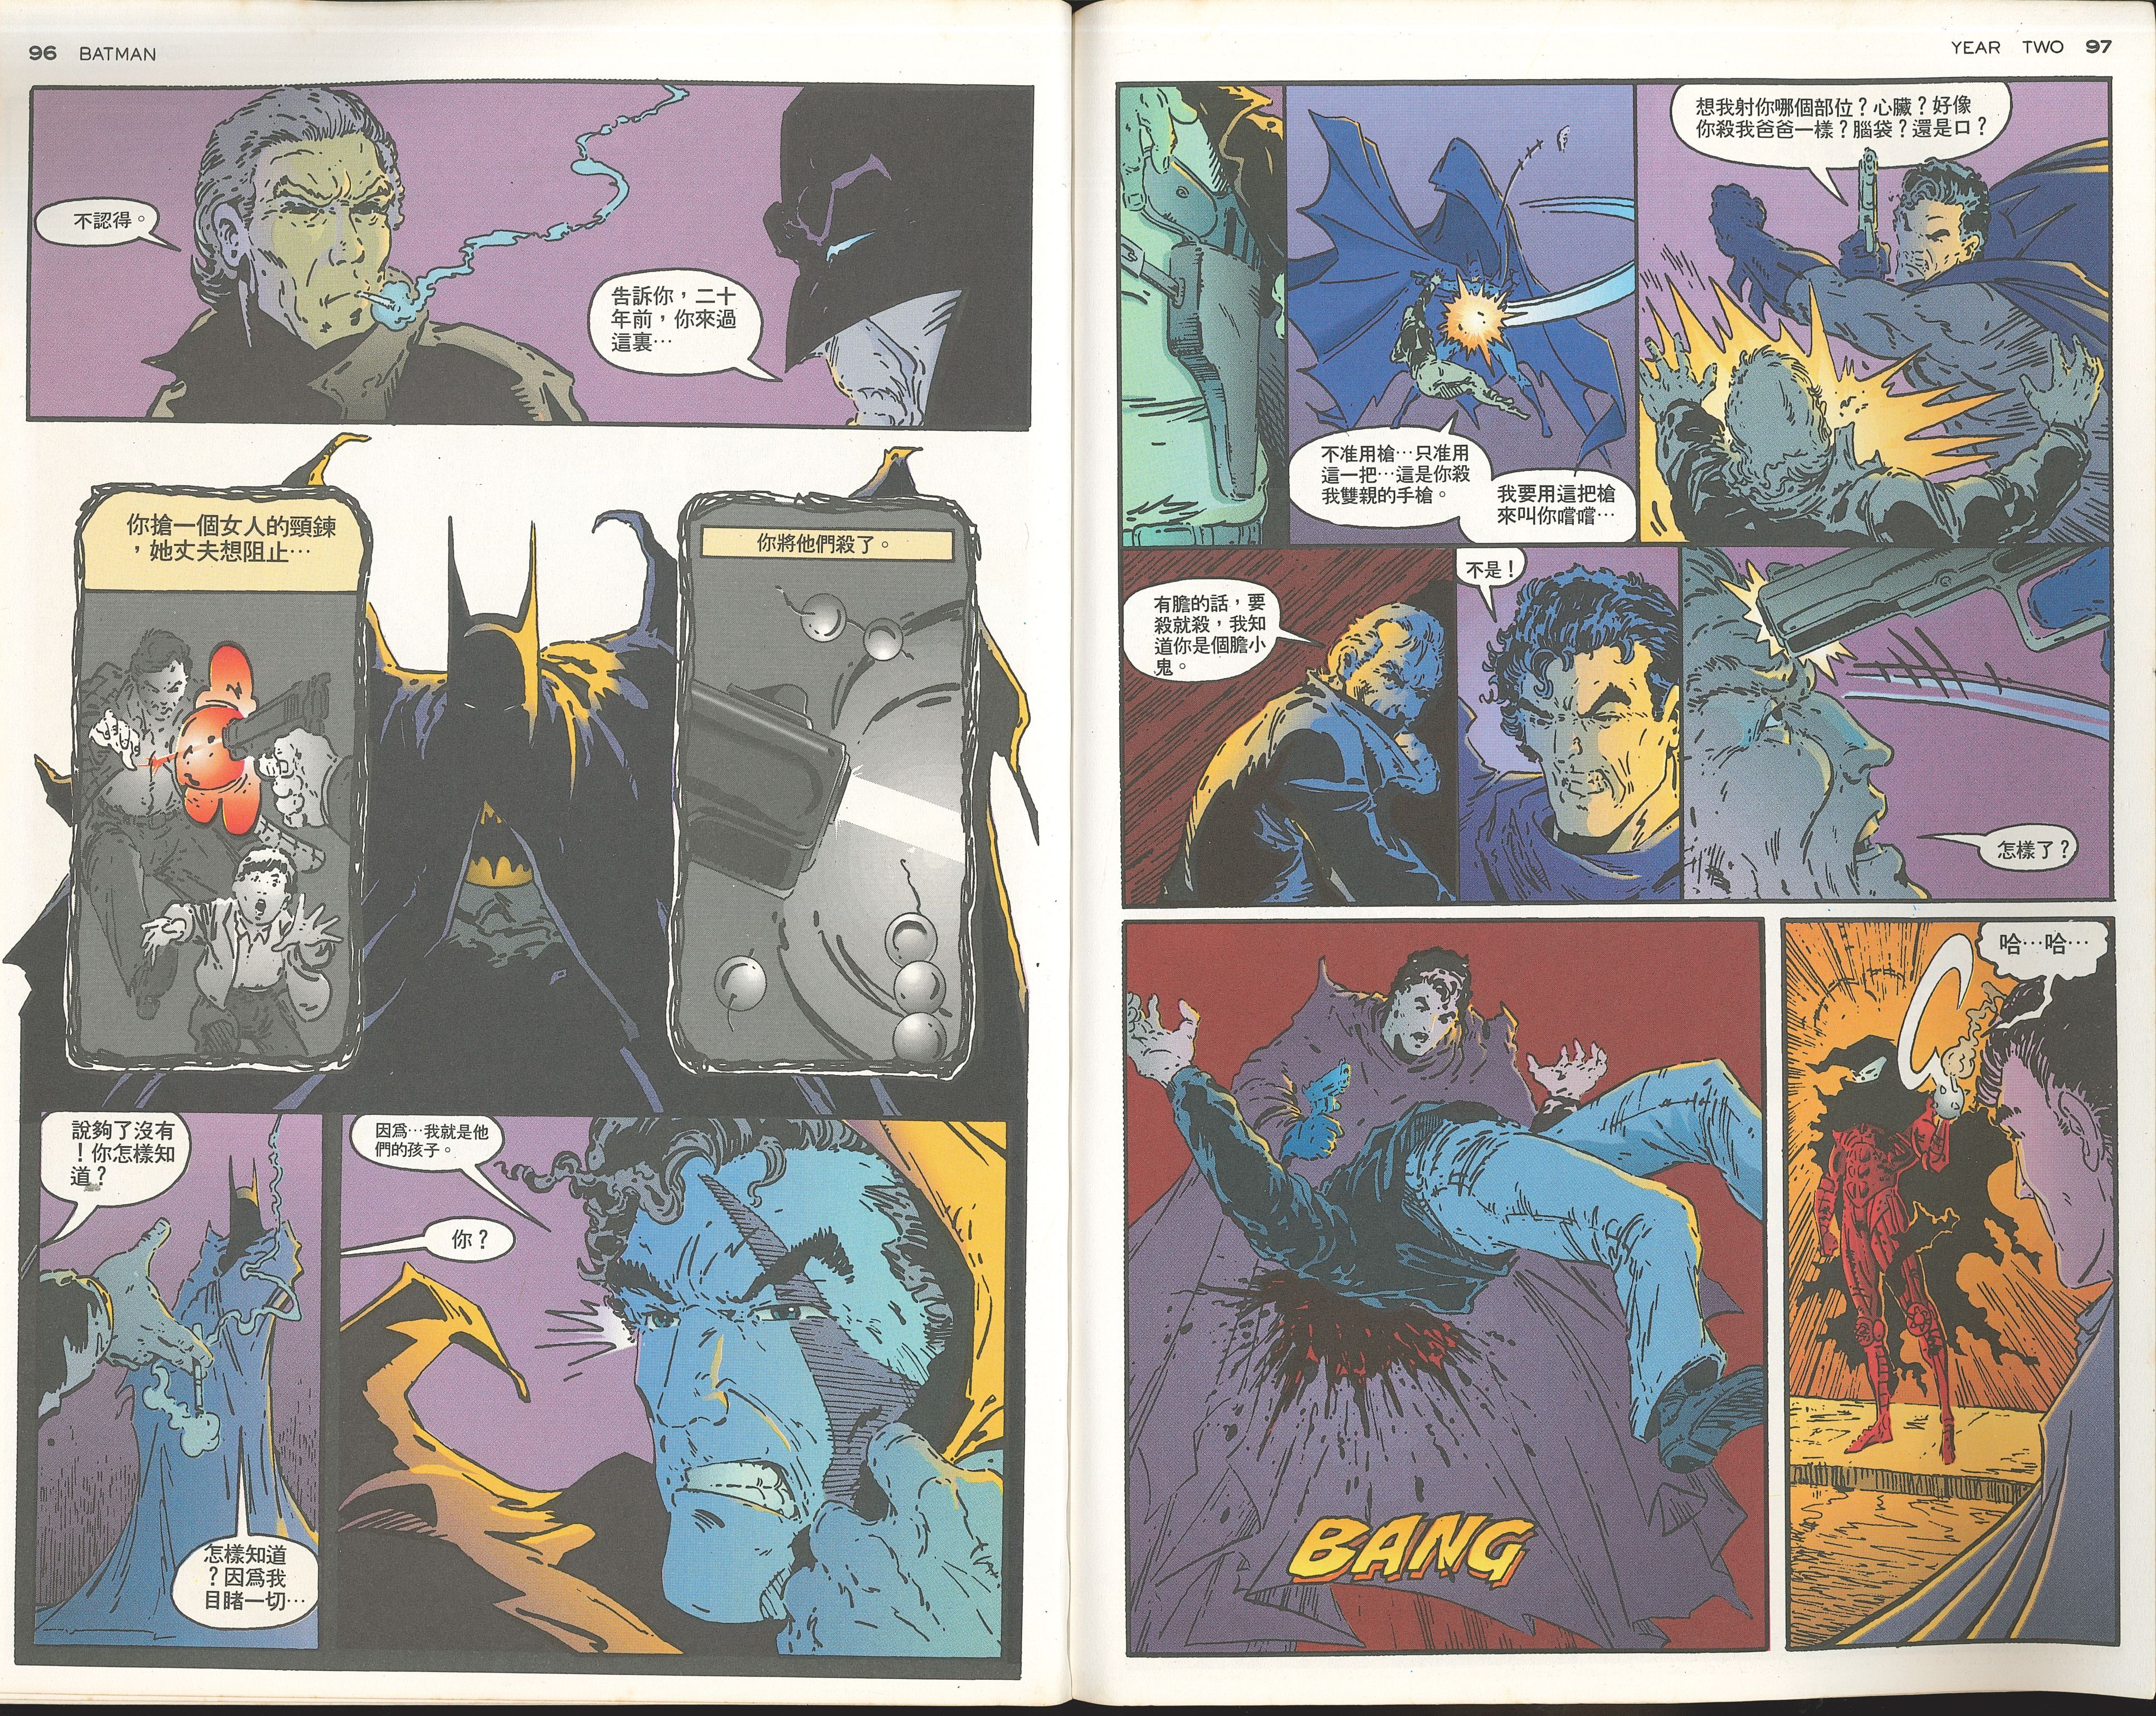 96 BATMAN
不認得。
告訴你，二十
年前，你來過
這裏…
你搶一個女人的頸鍊
，她丈夫想阻止…
你將他們殺了。
說夠了沒有
！你怎樣知
道？
怎樣知道
？因爲我
目睹一切…
因爲…我就是他
們的孩子。
你？
YEAR TWO 97
不准用槍…只准用
這一把…這是你殺
我雙親的手槍。
我要用這把槍
來叫你嚐嚐…
想我射你哪個部位？心臟？好像
你殺我爸爸一樣？腦袋？還是口？
有膽的話，要
殺就殺，我知
道你是個膽小
鬼。
不是！
怎樣了？
BANG
哈…哈…